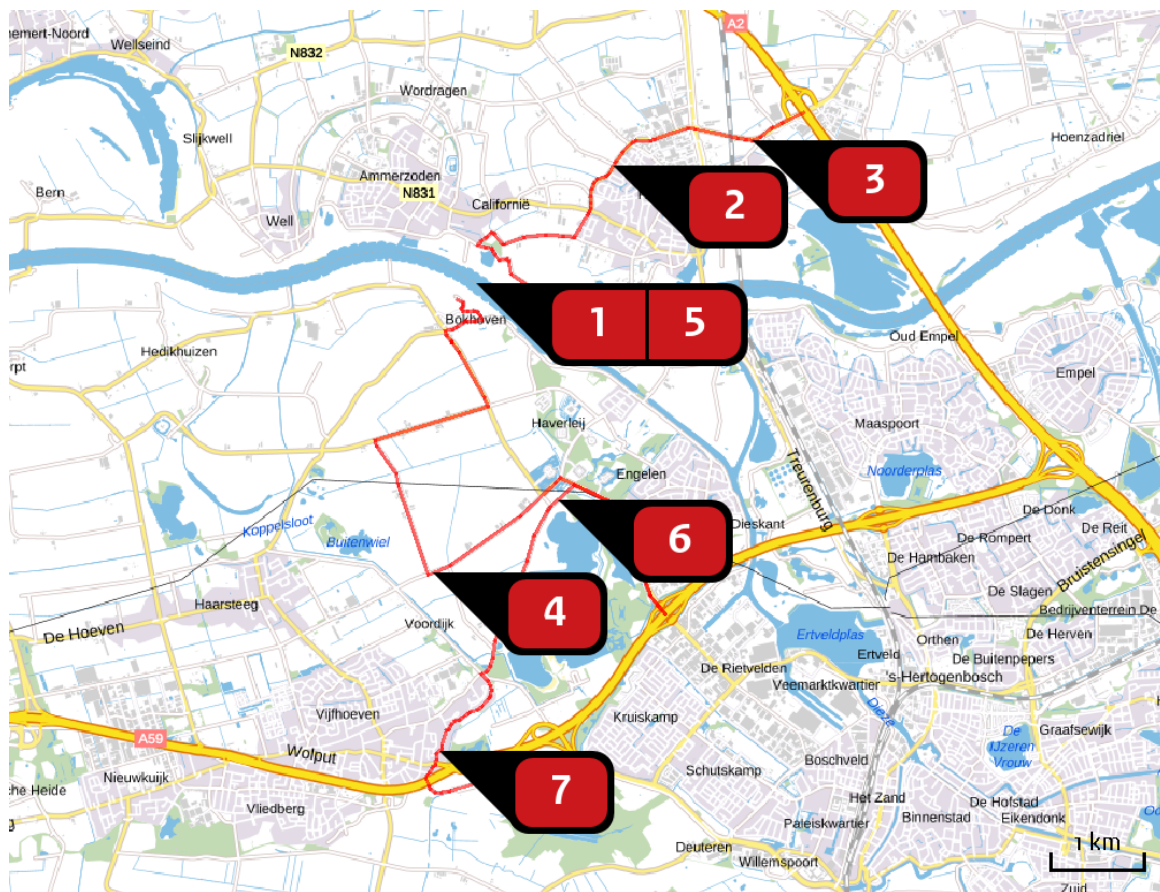 A2
nemert-Noord
Wellseind
N832
Wordragen
Slijkwell
Hoenzadriel
Ammerzoden
3
Bern
N831
Californië
2
Well
1
5
Bokhoven
Oud Empel
Hedikhuizen
rpt
Empel
Haverleij
Maaspoort
Treurenburg
Noorderplas
Engelen
De Donk
Koppelsloot
Dieskant
De Reit
6
De Rompert
Buitenwiel
De Hambaken
Bruistensingel
De Slagen
4
Haarsteeg
Bedrijventerrein De
Voordijk
De Hoeven
Ertveldplas
De Herven
Orthen
Ertveld
De Buitenpepers
De Rietvelden
's-Hertogenbosch
Veemarktkwartier
Vijfhoeven
Kruiskamp
Dieze
De
IJzeren
Vrouw
Graafsewijk
A59
Wolput
Boschveld
Nieuwkuijk
Schutskamp
7
che Heide
Het Zand
De Hofstad
Vliedberg
Binnenstad
Eikendonk
Paleiskwartier
g
Deuteren
1 km
Willemspoort
Zuid